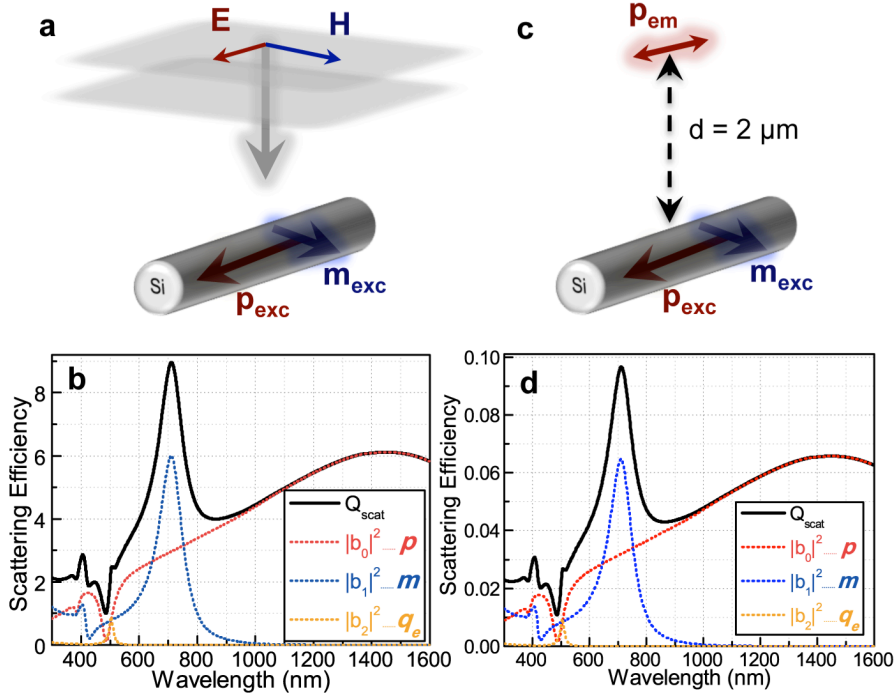 a
E
H
Si
p_exc
m_exc
c
p_em
d = 2 μm
Si
p_exc
m_exc
b
Scattering Efficiency
8
6
4
2
0
Q_scat
|b_0|^2 ...... p
|b_1|^2 ...... m
|b_2|^2 ...... q_e
400 600 800 1000 1200 1400 1600
Wavelength (nm)
d
Scattering Efficiency
0.10
0.08
0.06
0.04
0.02
0.00
Q_scat
|b_0|^2 ...... p
|b_1|^2 ...... m
|b_2|^2 ...... q_e
400 600 800 1000 1200 1400 1600
Wavelength (nm)